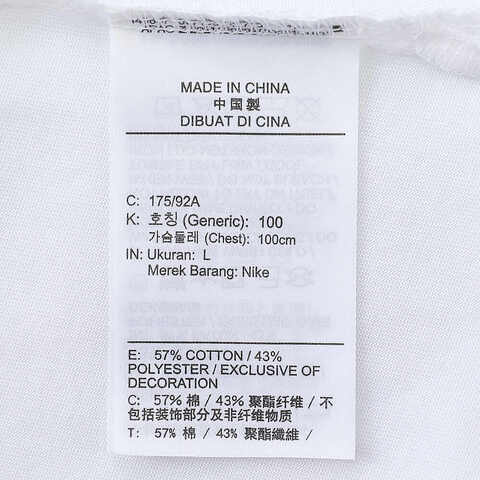 MADE IN CHINA
中国製
DIBUAT DI CINA
C: 175/92A
K: 호칭 (Generic): 100
가슴둘레 (Chest): 100cm
IN: Ukuran: L
Merek Barang: Nike
E: 57% COTTON / 43%
POLYESTER / EXCLUSIVE OF
DECORATION
C: 57% 棉 / 43% 聚酯纤维 / 不
包括装饰部分及非纤维物质
T: 57% 棉 / 43% 聚酯纖維 /